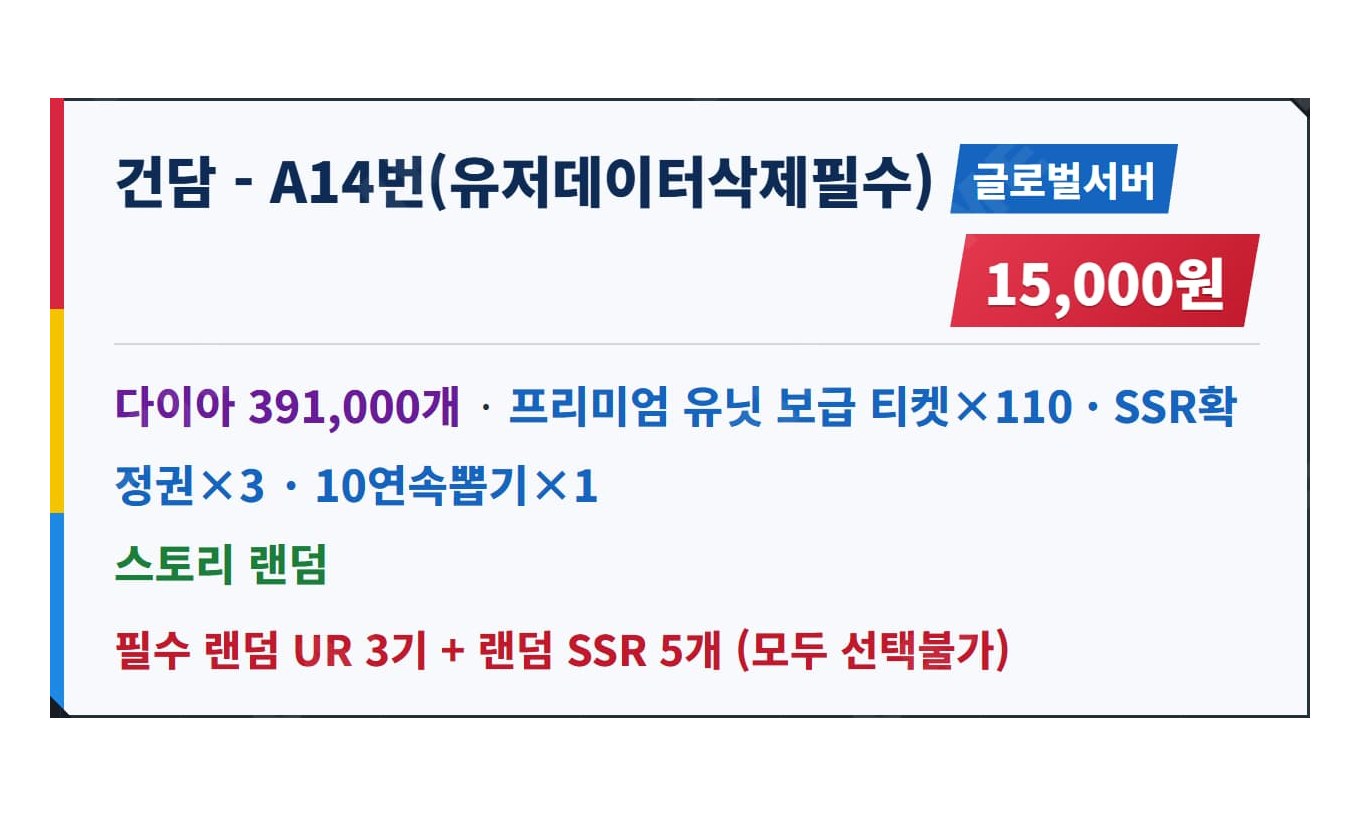 건담 - A14번(유저데이터삭제필수) 글로벌서버
15,000원
다이아 391,000개 · 프리미엄 유닛 보급 티켓×110 · SSR확
정권×3 · 10연속뽑기×1
스토리 랜덤
필수 랜덤 UR 3기 + 랜덤 SSR 5개 (모두 선택불가)